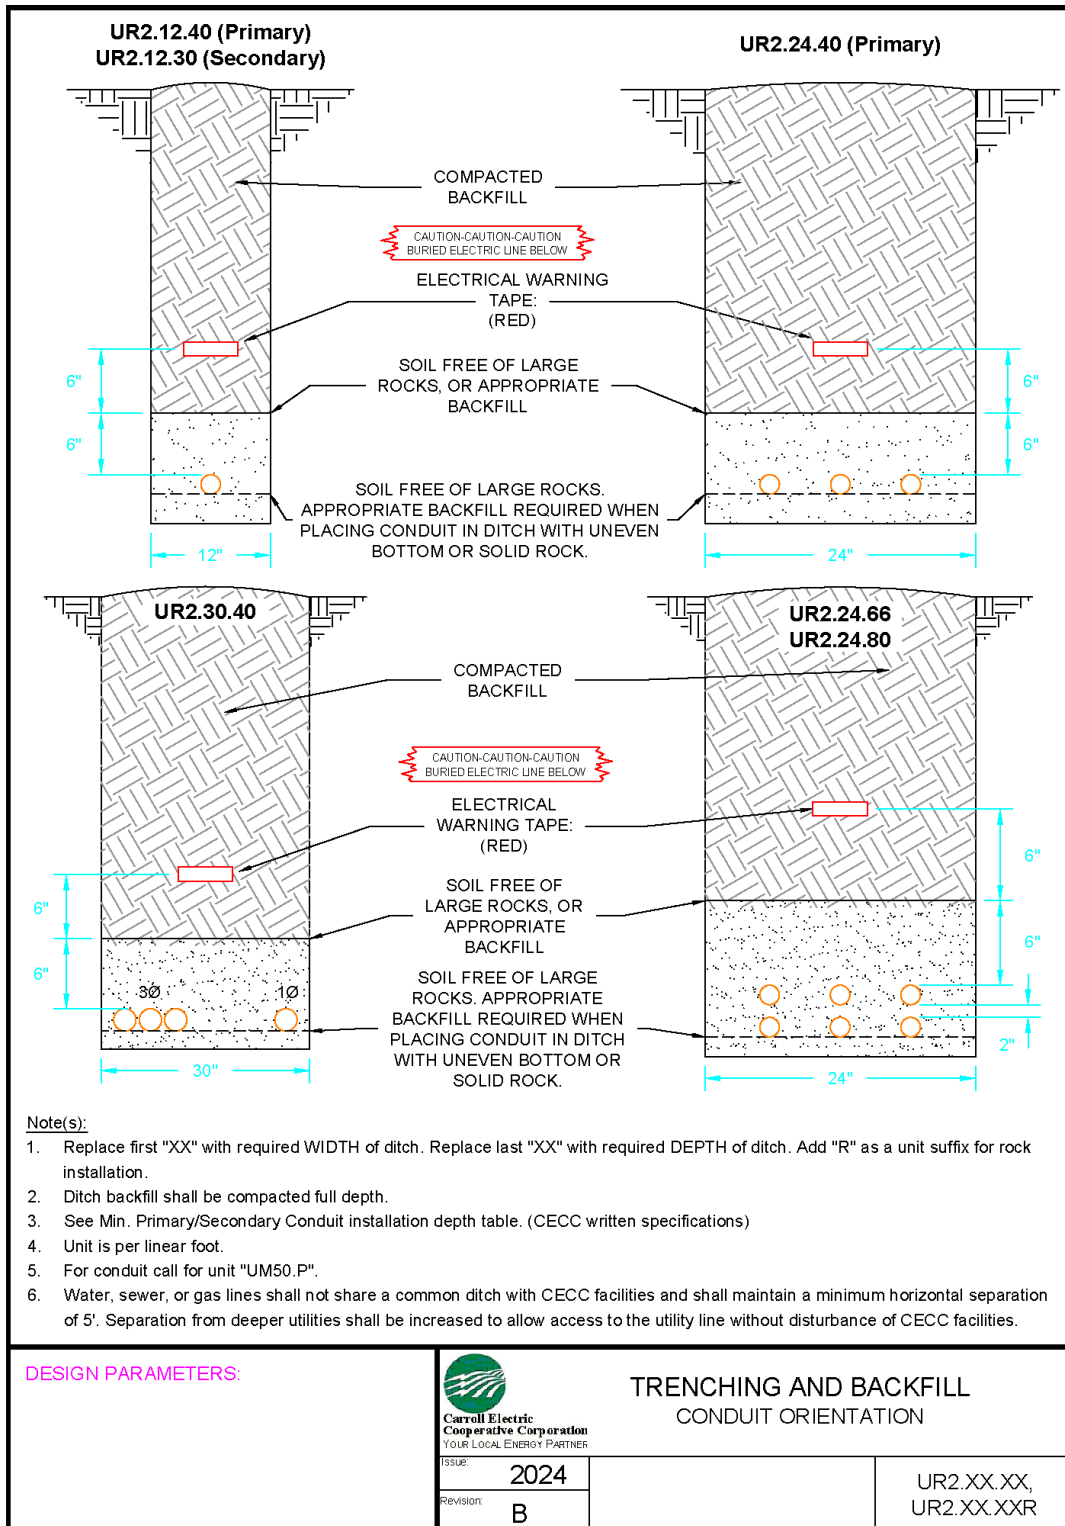 UR2.12.40 (Primary)
UR2.12.30 (Secondary)
UR2.24.40 (Primary)
COMPACTED
BACKFILL
CAUTION-CAUTION-CAUTION
BURIED ELECTRIC LINE BELOW
ELECTRICAL WARNING
TAPE:
(RED)
6"
6"
SOIL FREE OF LARGE
ROCKS, OR APPROPRIATE
BACKFILL
6"
6"
SOIL FREE OF LARGE ROCKS.
APPROPRIATE BACKFILL REQUIRED WHEN
PLACING CONDUIT IN DITCH WITH UNEVEN
BOTTOM OR SOLID ROCK.
12"
24"
UR2.30.40
UR2.24.66
UR2.24.80
COMPACTED
BACKFILL
CAUTION-CAUTION-CAUTION
BURIED ELECTRIC LINE BELOW
ELECTRICAL
WARNING TAPE:
(RED)
6"
6"
SOIL FREE OF
LARGE ROCKS, OR
APPROPRIATE
BACKFILL
6"
6"
3Ø
1Ø
SOIL FREE OF LARGE
ROCKS. APPROPRIATE
BACKFILL REQUIRED WHEN
PLACING CONDUIT IN DITCH
WITH UNEVEN BOTTOM OR
SOLID ROCK.
2"
30"
24"
Note(s):
1. Replace first "XX" with required WIDTH of ditch. Replace last "XX" with required DEPTH of ditch. Add "R" as a unit suffix for rock
installation.
2. Ditch backfill shall be compacted full depth.
3. See Min. Primary/Secondary Conduit installation depth table. (CECC written specifications)
4. Unit is per linear foot.
5. For conduit call for unit "UM50.P".
6. Water, sewer, or gas lines shall not share a common ditch with CECC facilities and shall maintain a minimum horizontal separation
of 5'. Separation from deeper utilities shall be increased to allow access to the utility line without disturbance of CECC facilities.
DESIGN PARAMETERS:
Carroll Electric
Cooperative Corporation
YOUR LOCAL ENERGY PARTNER
TRENCHING AND BACKFILL
CONDUIT ORIENTATION
Issue:
2024
Revision:
B
UR2.XX.XX,
UR2.XX.XXR